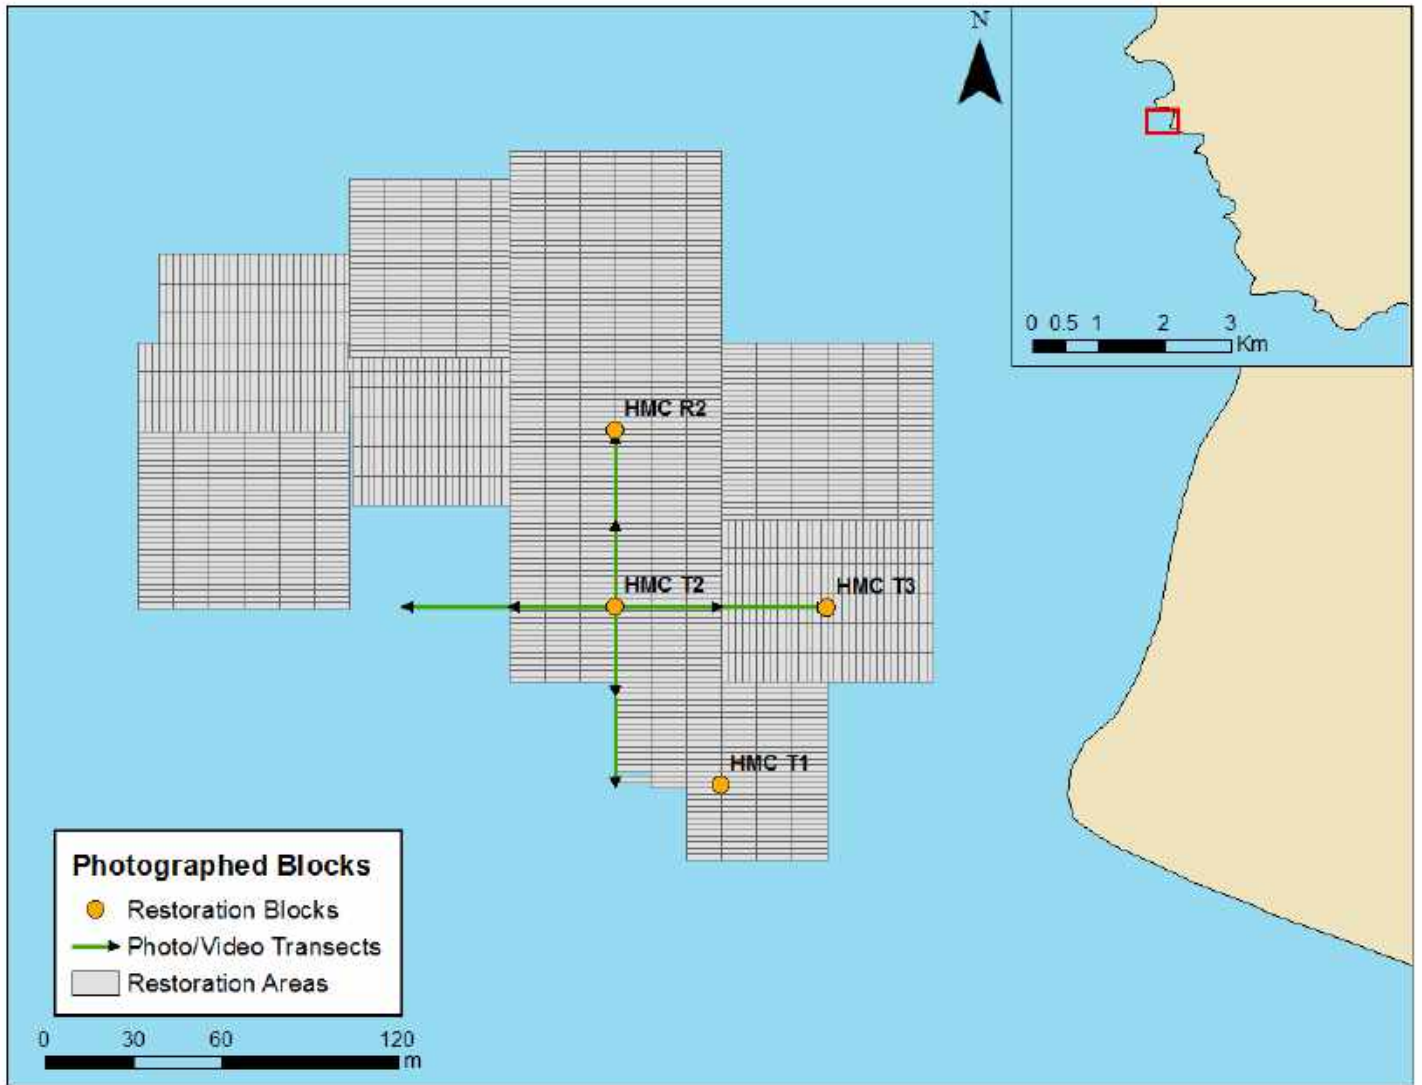 N
0 0.5 1 2 3
Km
HMC R2
HMC T2
HMC T3
HMC T1
Photographed Blocks
Restoration Blocks
Photo/Video Transects
Restoration Areas
0 30 60 120
m